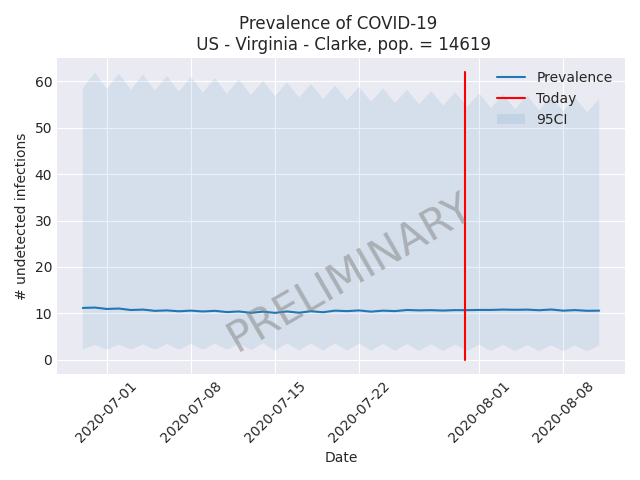 Prevalence of COVID-19
US - Virginia - Clarke, pop. = 14619
# undetected infections
60
50
40
30
20
10
0
Prevalence
Today
95CI
PRELIMINARY
2020-07-01
2020-07-08
2020-07-15
2020-07-22
2020-08-01
2020-08-08
Date